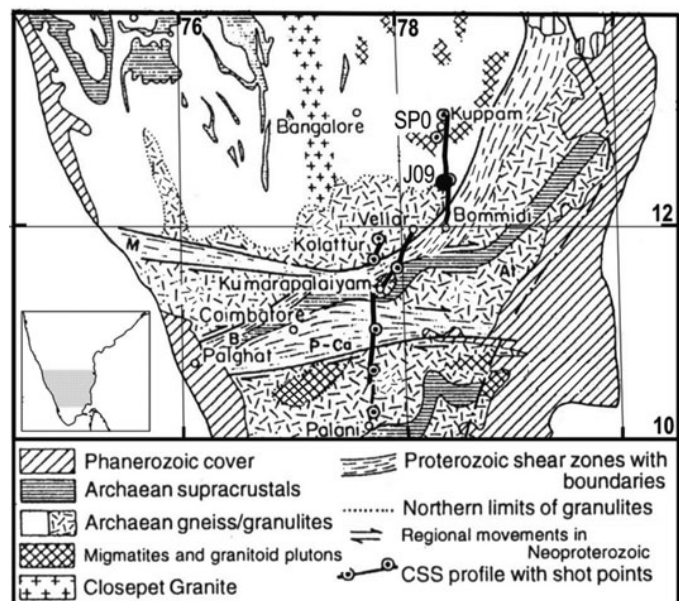 76
78
SP0
Kuppam
Bangalore
J09
Vellar
Bommidi
12
Kolattur
M
At
Kumarapalaiyam
Coimbatore
B
Palghat
P-Ca
Palani
10
Phanerozoic cover
Archaean supracrustals
Archaean gneiss/granulites
Migmatites and granitoid plutons
Closepet Granite
Proterozoic shear zones with
boundaries
Northern limits of granulites
Regional movements in
Neoproterozoic
CSS profile with shot points